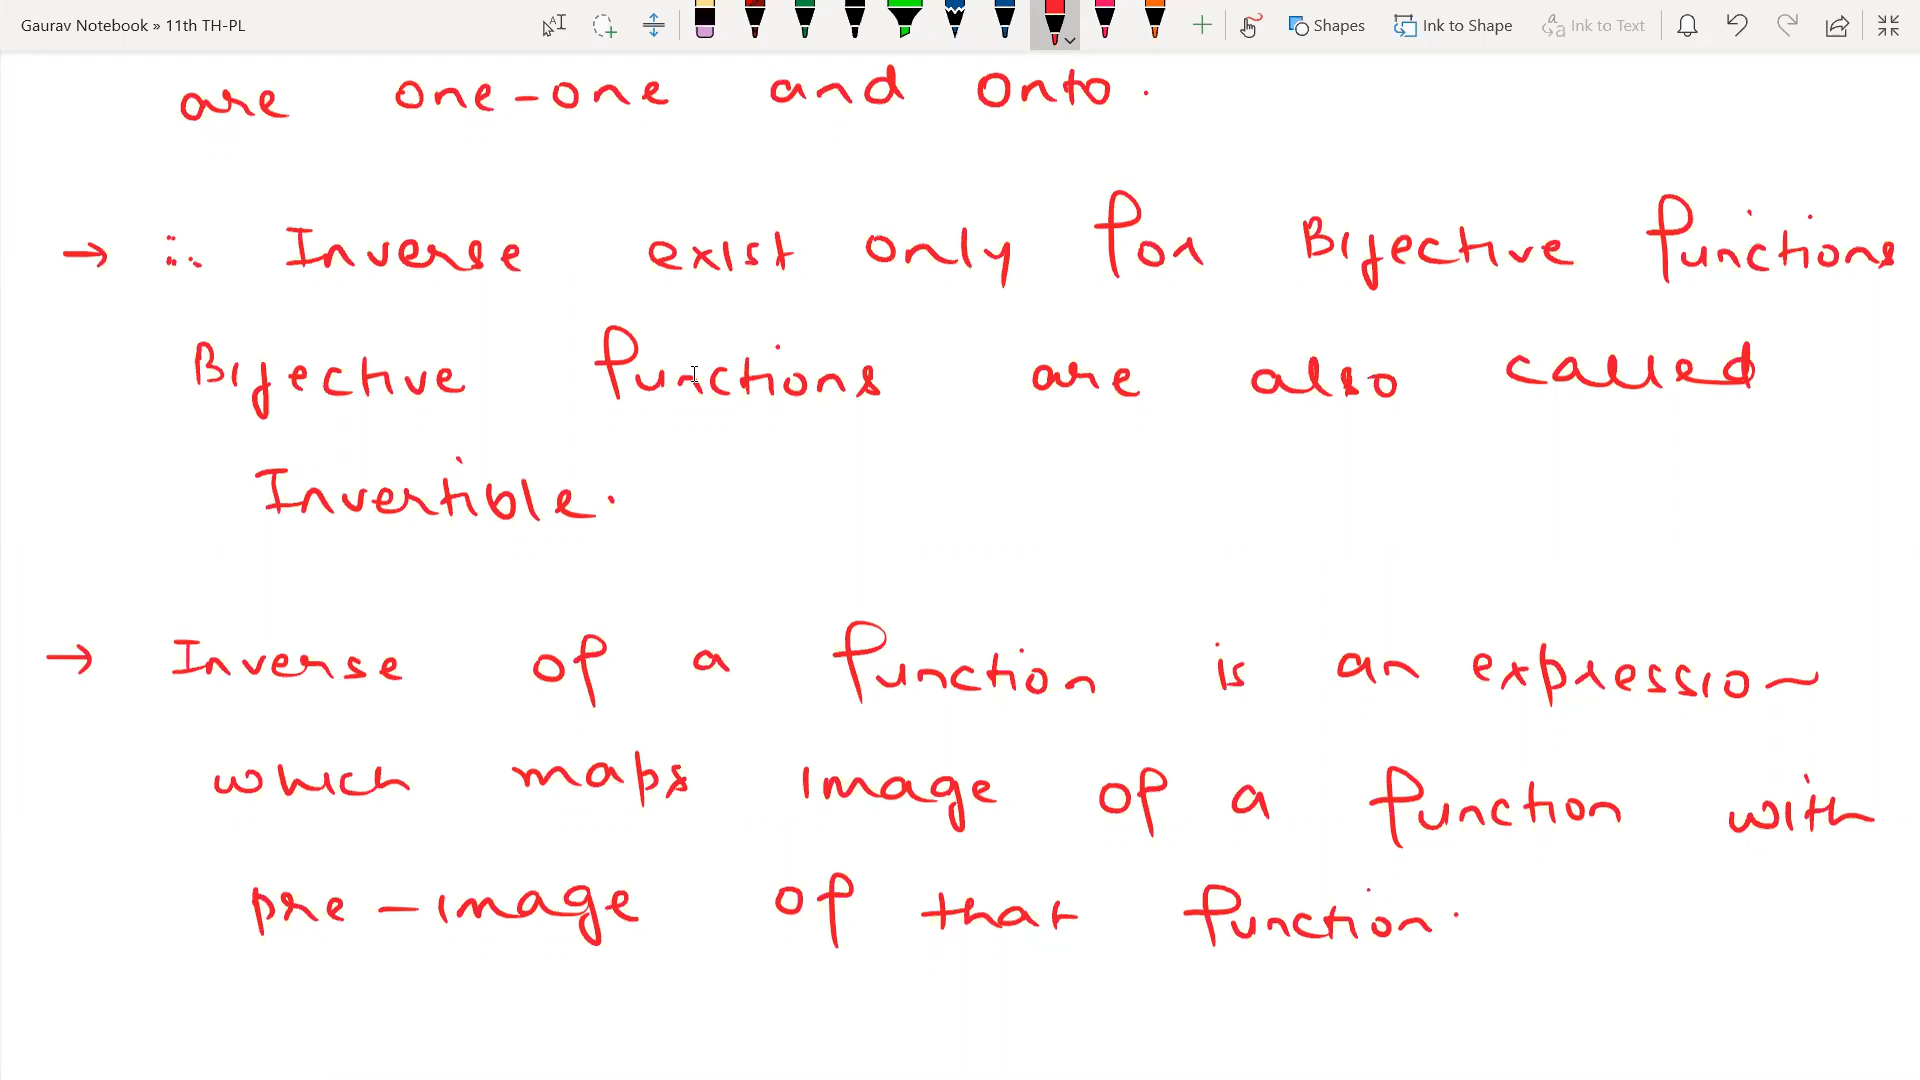 Gaurav Notebook » 11th TH-PL
Shapes
Ink to Shape
Ink to Text
are one-one and onto.
→ ∴ Inverse exist only for Bijective functions
Bijective functions are also called
Invertible.
→ Inverse of a function is an expression
which maps image of a function with
pre-image of that function.